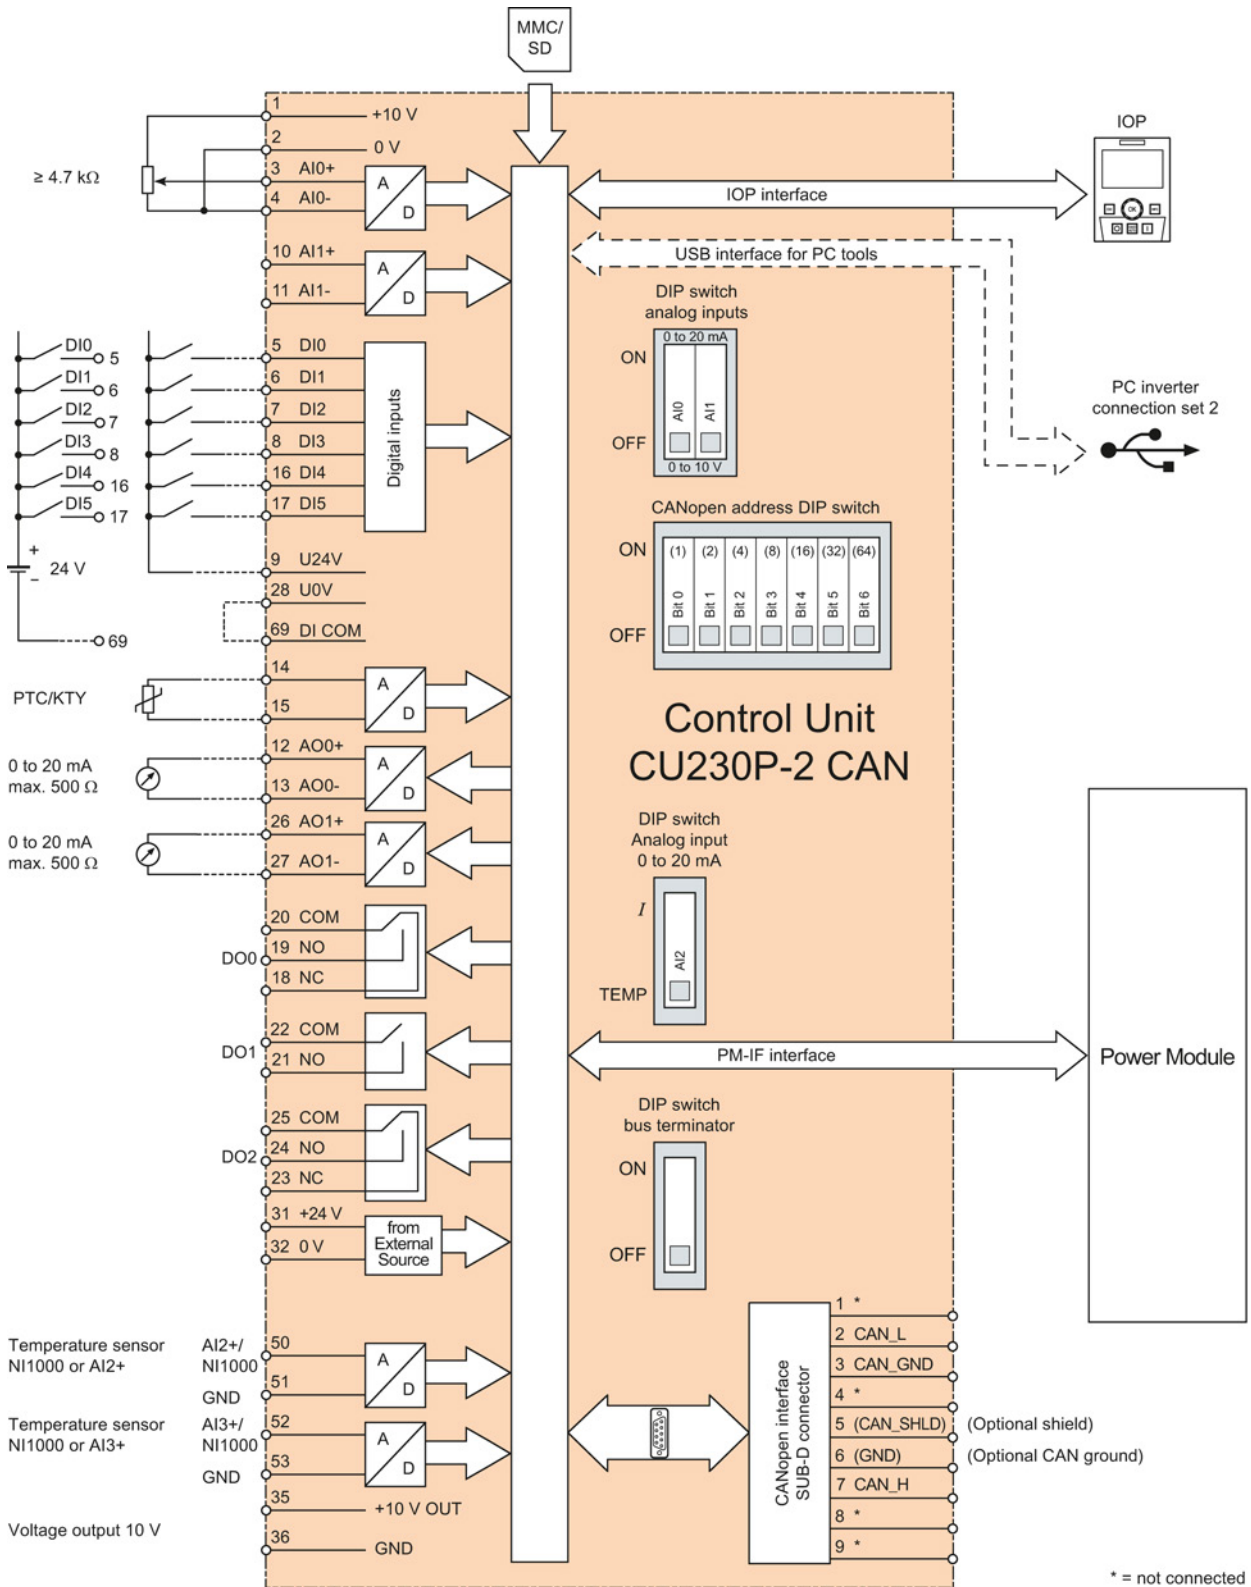 MMC/
SD
1
+10 V
2
0 V
3 AI0+
4 AI0-
≥ 4.7 kΩ
A
D
IOP
OK
IOP interface
10 AI1+
11 AI1-
A
D
USB interface for PC tools
DIP switch
analog inputs
0 to 20 mA
ON
OFF
AI0
AI1
0 to 10 V
PC inverter
connection set 2
DI0
5
DI1
6
DI2
7
DI3
8
DI4
16
DI5
17
+
24 V
−
69
5 DI0
6 DI1
7 DI2
8 DI3
16 DI4
17 DI5
Digital inputs
9 U24V
28 U0V
69 DI COM
CANopen address DIP switch
ON
OFF
(1) (2) (4) (8) (16) (32) (64)
Bit 0 Bit 1 Bit 2 Bit 3 Bit 4 Bit 5 Bit 6
Control Unit
CU230P-2 CAN
PTC/KTY
14
15
A
D
0 to 20 mA
max. 500 Ω
12 AO0+
13 AO0-
A
D
0 to 20 mA
max. 500 Ω
26 AO1+
27 AO1-
A
D
DIP switch
Analog input
0 to 20 mA
I
AI2
TEMP
DO0
20 COM
19 NO
18 NC
DO1
22 COM
21 NO
PM-IF interface
Power Module
DO2
25 COM
24 NO
23 NC
DIP switch
bus terminator
ON
OFF
31 +24 V
32 0 V
from
External
Source
Temperature sensor
NI1000 or AI2+
AI2+/
NI1000
GND
50
51
A
D
Temperature sensor
NI1000 or AI3+
AI3+/
NI1000
GND
52
53
A
D
Voltage output 10 V
35
+10 V OUT
36
GND
CANopen interface
SUB-D connector
1 *
2 CAN_L
3 CAN_GND
4 *
5 (CAN_SHLD)
(Optional shield)
6 (GND)
(Optional CAN ground)
7 CAN_H
8 *
9 *
* = not connected